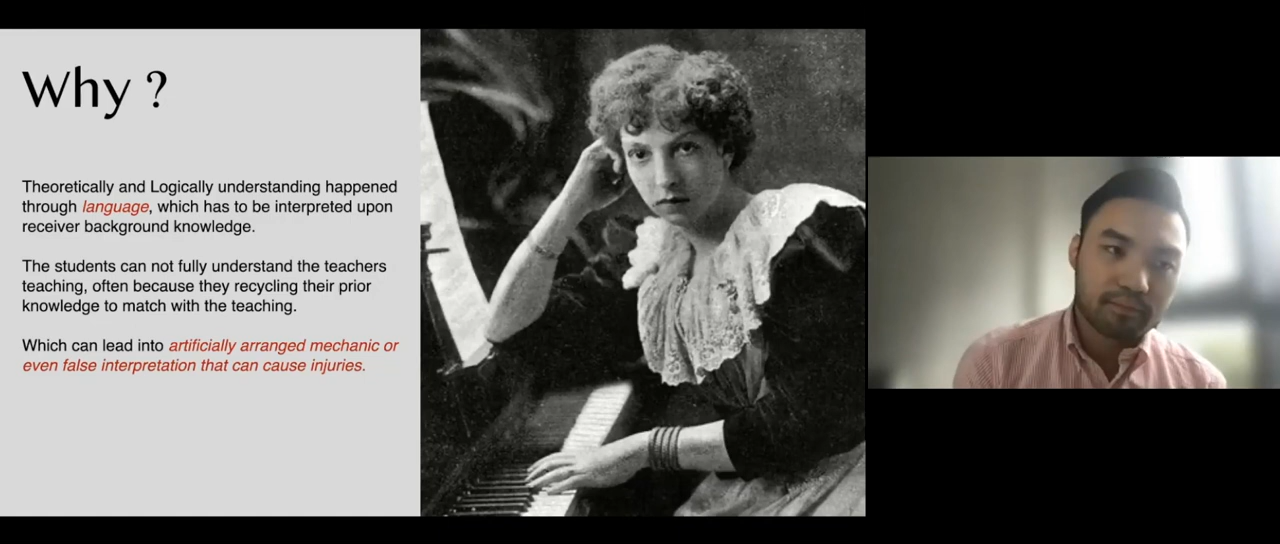 Why ?
Theoretically and Logically understanding happened
through language, which has to be interpreted upon
receiver background knowledge.
The students can not fully understand the teachers
teaching, often because they recycling their prior
knowledge to match with the teaching.
Which can lead into artificially arranged mechanic or
even false interpretation that can cause injuries.